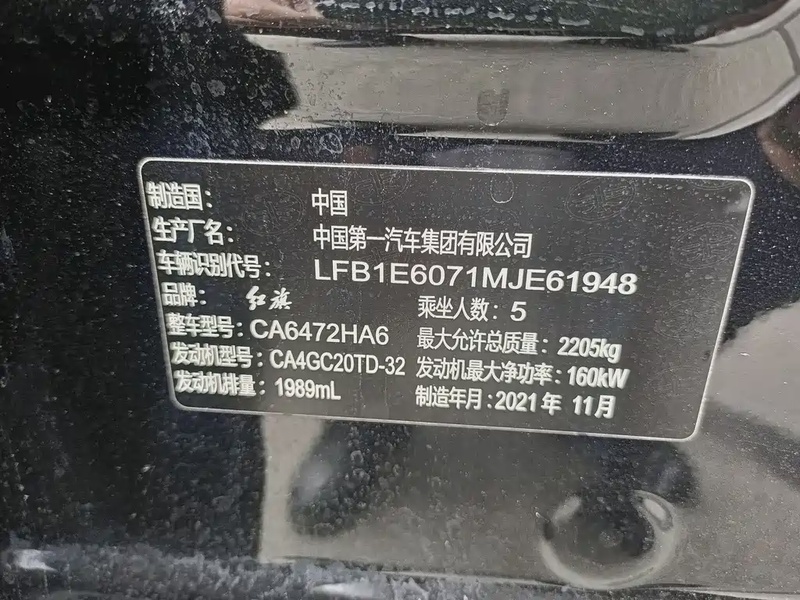 制造国： 中国
生产厂名： 中国第一汽车集团有限公司
车辆识别代号： LFB1E6071MJE61948
品牌： 红旗 乘坐人数：5
整车型号：CA6472HA6 最大允许总质量：2205kg
发动机型号：CA4GC20TD-32 发动机最大净功率：160kW
发动机排量：1989mL 制造年月：2021年 11月